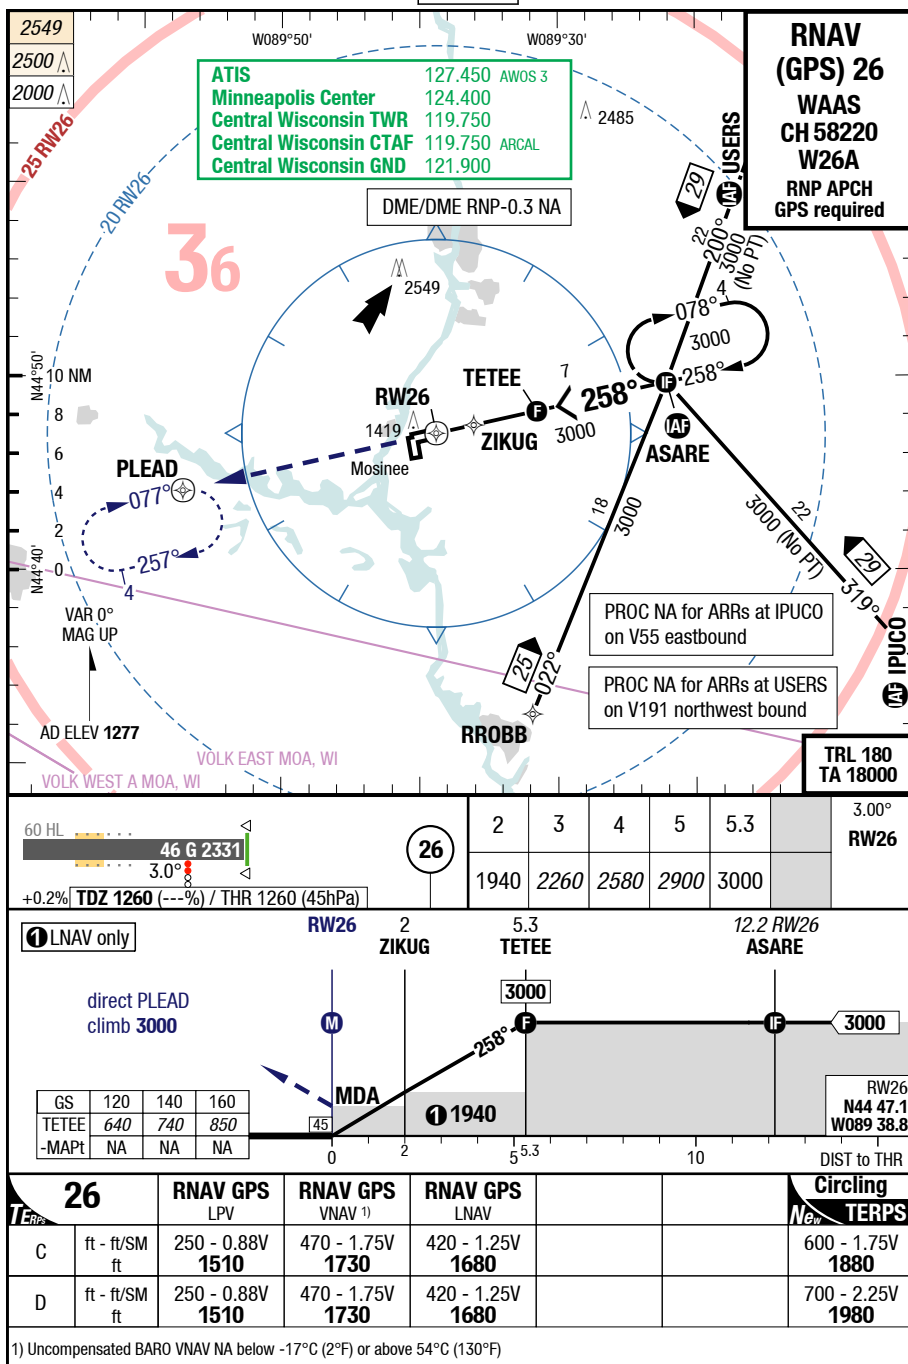 2549
2500
2000
W089°50'
W089°30'
RNAV
(GPS) 26
WAAS
CH 58220
W26A
RNP APCH
GPS required
ATIS 127.450 AWOS 3
Minneapolis Center 124.400
Central Wisconsin TWR 119.750
Central Wisconsin CTAF 119.750 ARCAL
Central Wisconsin GND 121.900
2485
25 RW26
20 RW26
DME/DME RNP-0.3 NA
IAF USERS
29
200°
22
3000
(No PT)
36
2549
4
078°
3000
258°
N44°50'
10 NM
8
6
4
2
0
N44°40'
TETEE
7
IF
RW26
F
258°
3000
IAF
ASARE
1419
ZIKUG
Mosinee
PLEAD
077°
257°
4
18
3000
22
3000 (No PT)
29
319°
IAF IPUCO
VAR 0°
MAG UP
PROC NA for ARRs at IPUCO
on V55 eastbound
25
022°
PROC NA for ARRs at USERS
on V191 northwest bound
RROBB
AD ELEV 1277
VOLK EAST MOA, WI
VOLK WEST A MOA, WI
TRL 180
TA 18000
60 HL
46 G 2331
3.0°
+0.2% TDZ 1260 (---%) / THR 1260 (45hPa)
26
2 3 4 5 5.3 3.00°
RW26
1940 2260 2580 2900 3000
1 LNAV only
RW26 2 5.3 12.2 RW26
ZIKUG TETEE ASARE
direct PLEAD
climb 3000
3000
M F IF 3000
258°
MDA
1 1940
45
RW26
N44 47.1
W089 38.8
GS 120 140 160
TETEE 640 740 850
-MAPt NA NA NA
0 2 5 5.3 10 DIST to THR
TERPS 26 RNAV GPS RNAV GPS RNAV GPS Circling
LPV VNAV 1) LNAV New TERPS
C ft - ft/SM 250 - 0.88V 470 - 1.75V 420 - 1.25V 600 - 1.75V
ft 1510 1730 1680 1880
D ft - ft/SM 250 - 0.88V 470 - 1.75V 420 - 1.25V 700 - 2.25V
ft 1510 1730 1680 1980
1) Uncompensated BARO VNAV NA below -17°C (2°F) or above 54°C (130°F)